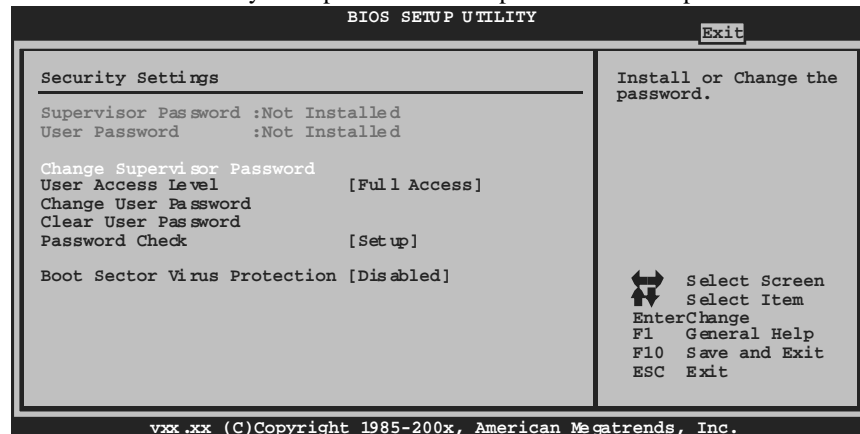 BIOS SETUP UTILITY
Exit
Security Settings
Supervisor Password :Not Installed
User Password :Not Installed
Change Supervisor Password
User Access Level [Full Access]
Change User Password
Clear User Password
Password Check [Setup]
Boot Sector Virus Protection [Disabled]
Install or Change the
password.
Select Screen
Select Item
EnterChange
F1 General Help
F10 Save and Exit
ESC Exit
vxx.xx (C)Copyright 1985-200x, American Megatrends, Inc.